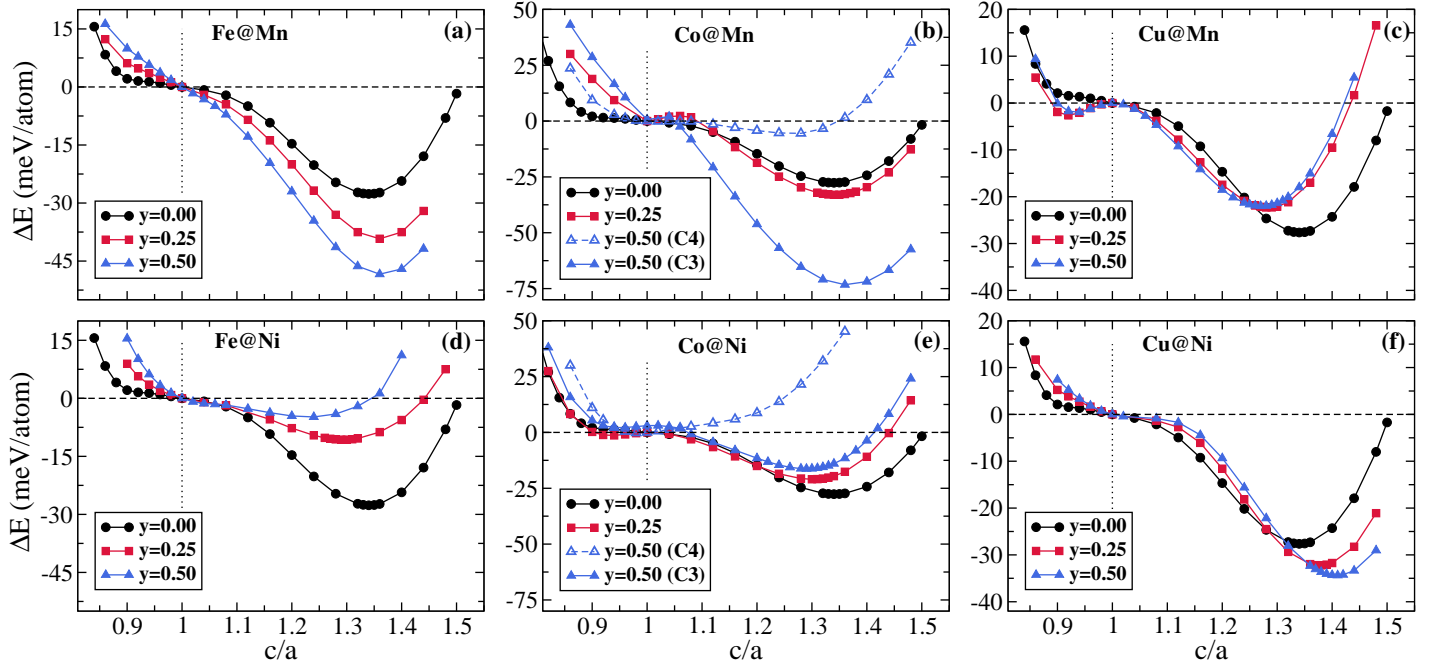 Fe@Mn
(a)
ΔE (meV/atom)
15
0
-15
-30
-45
y=0.00
y=0.25
y=0.50
Co@Mn
(b)
50
25
0
-25
-50
-75
y=0.00
y=0.25
y=0.50 (C4)
y=0.50 (C3)
Cu@Mn
(c)
20
10
0
-10
-20
-30
-40
y=0.00
y=0.25
y=0.50
Fe@Ni
(d)
ΔE (meV/atom)
15
0
-15
-30
-45
y=0.00
y=0.25
y=0.50
0.9 1 1.1 1.2 1.3 1.4 1.5
c/a
Co@Ni
(e)
50
25
0
-25
-50
-75
y=0.00
y=0.25
y=0.50 (C4)
y=0.50 (C3)
0.9 1 1.1 1.2 1.3 1.4 1.5
c/a
Cu@Ni
(f)
20
10
0
-10
-20
-30
-40
y=0.00
y=0.25
y=0.50
0.9 1 1.1 1.2 1.3 1.4 1.5
c/a